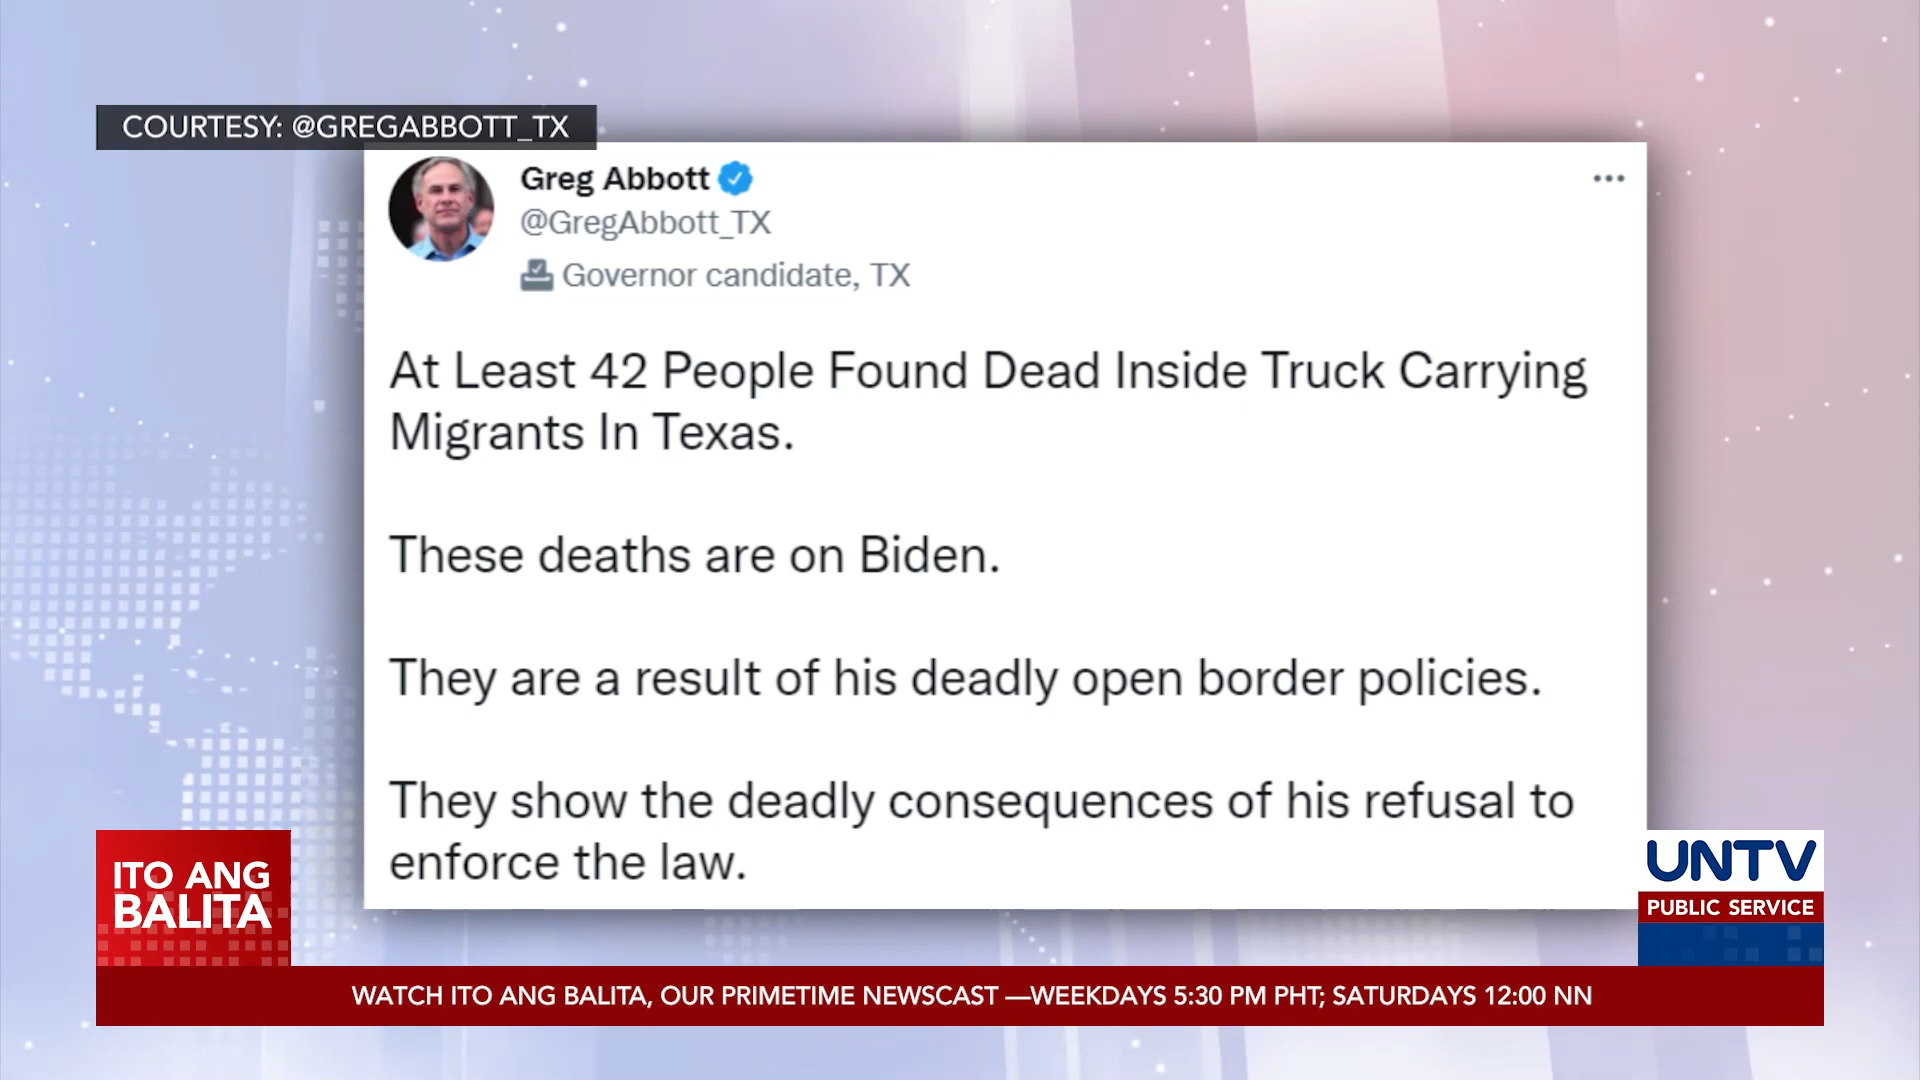 COURTESY: @GREGABBOTT_TX
Greg Abbott
@GregAbbott_TX
Governor candidate, TX
At Least 42 People Found Dead Inside Truck Carrying
Migrants In Texas.
These deaths are on Biden.
They are a result of his deadly open border policies.
They show the deadly consequences of his refusal to
enforce the law.
ITO ANG
BALITA
UNTV
PUBLIC SERVICE
WATCH ITO ANG BALITA, OUR PRIMETIME NEWSCAST —WEEKDAYS 5:30 PM PHT; SATURDAYS 12:00 NN